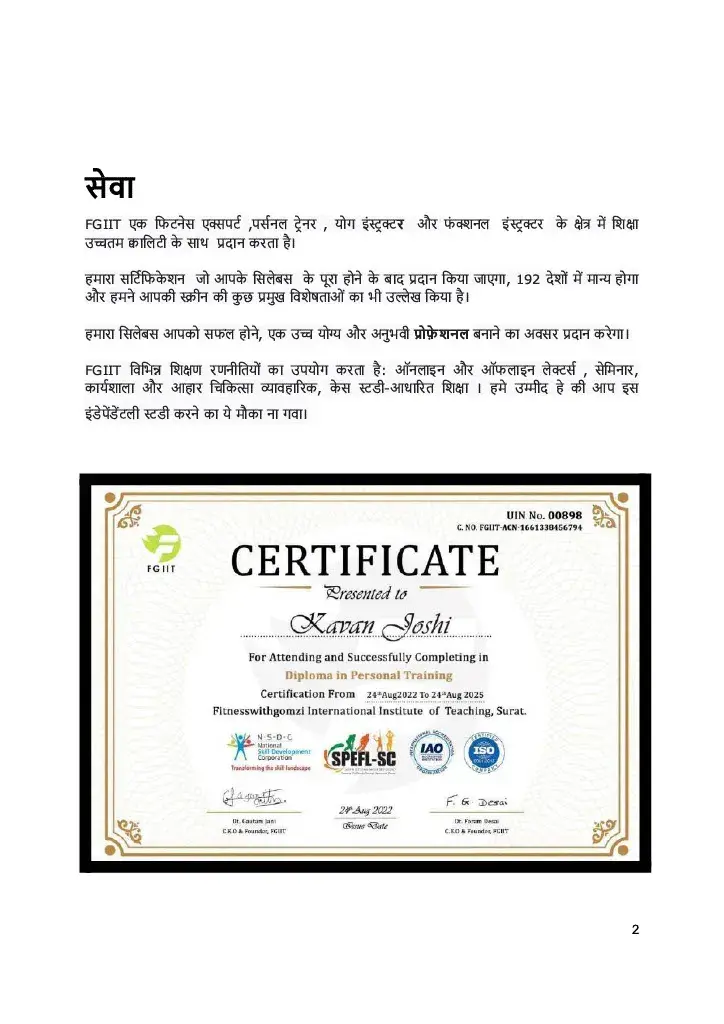 सेवा
FGIIT एक फिटनेस एक्सपर्ट ,पर्सनल ट्रेनर , योग इंस्ट्रक्टर और फंक्शनल इंस्ट्रक्टर के क्षेत्र में शिक्षा
उच्चतम क्वालिटी के साथ प्रदान करता है।
हमारा सर्टिफिकेशन जो आपके सिलेबस के पूरा होने के बाद प्रदान किया जाएगा, 192 देशों में मान्य होगा
और हमने आपकी स्क्रीन की कुछ प्रमुख विशेषताओं का भी उल्लेख किया है।
हमारा सिलेबस आपको सफल होने, एक उच्च योग्य और अनुभवी प्रोफ़ेशनल बनाने का अवसर प्रदान करेगा।
FGIIT विभिन्न शिक्षण रणनीतियों का उपयोग करता है: ऑनलाइन और ऑफलाइन लेक्टर्स , सेमिनार,
कार्यशाला और आहार चिकित्सा व्यावहारिक, केस स्टडी-आधारित शिक्षा । हमे उम्मीद हे की आप इस
इंडेपेंडेंटली स्टडी करने का ये मौका ना गवा।
UIN No. 00898
C. NO. FGIIT-ACN-1661338456794
FGIIT
CERTIFICATE
Presented to
Kavan Joshi
For Attending and Successfully Completing in
Diploma in Personal Training
Certification From 24thAug2022 To 24thAug 2025
Fitnesswithgomzi International Institute of Teaching, Surat.
N·S·D·C
National
Skill Development
Corporation
Transforming the skill landscape
SPEFL-SC
IAO
CERTIFIED
ISO
COMPANY
F. G. Desai
24th Aug 2022
Issue Date
Dt. Gautam Jani
C.E.O & Founder, FGIIT
Dt. Foram Desai
C.E.O & Founder, FGIIT
2